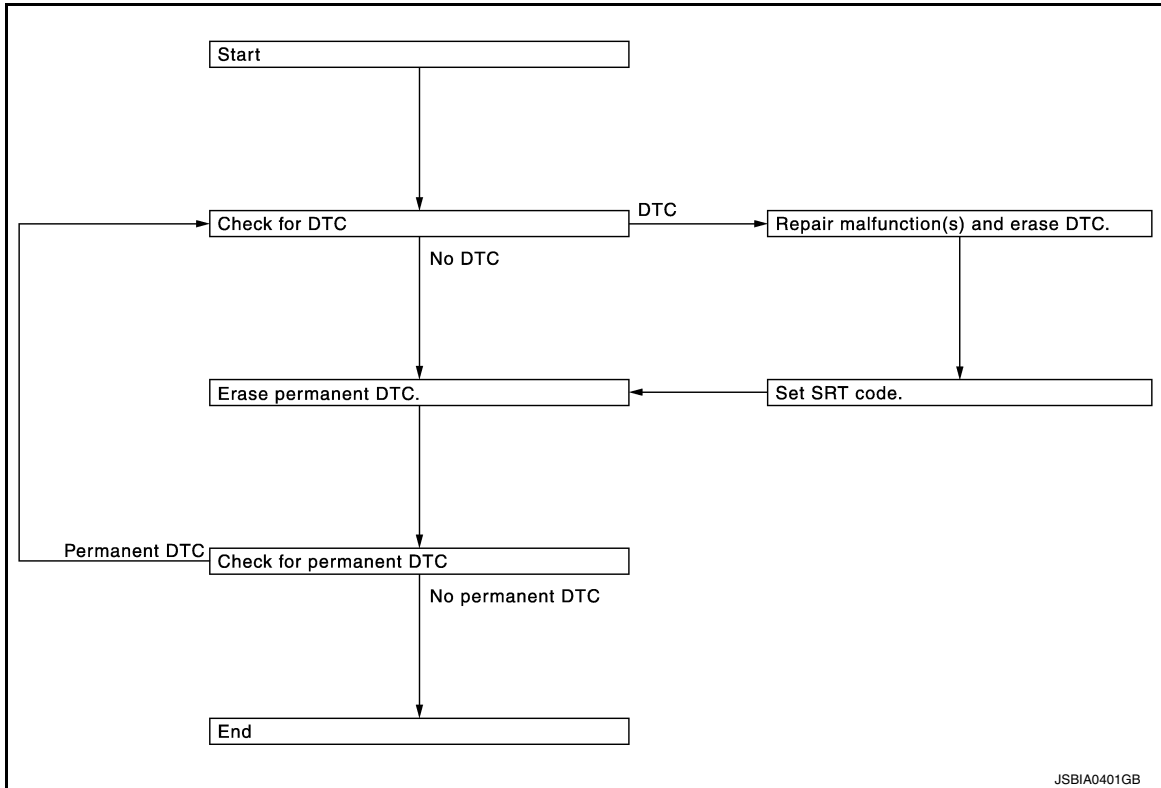 Start
Check for DTC
DTC
Repair malfunction(s) and erase DTC.
No DTC
Erase permanent DTC.
Set SRT code.
Permanent DTC
Check for permanent DTC
No permanent DTC
End
JSBIA0401GB